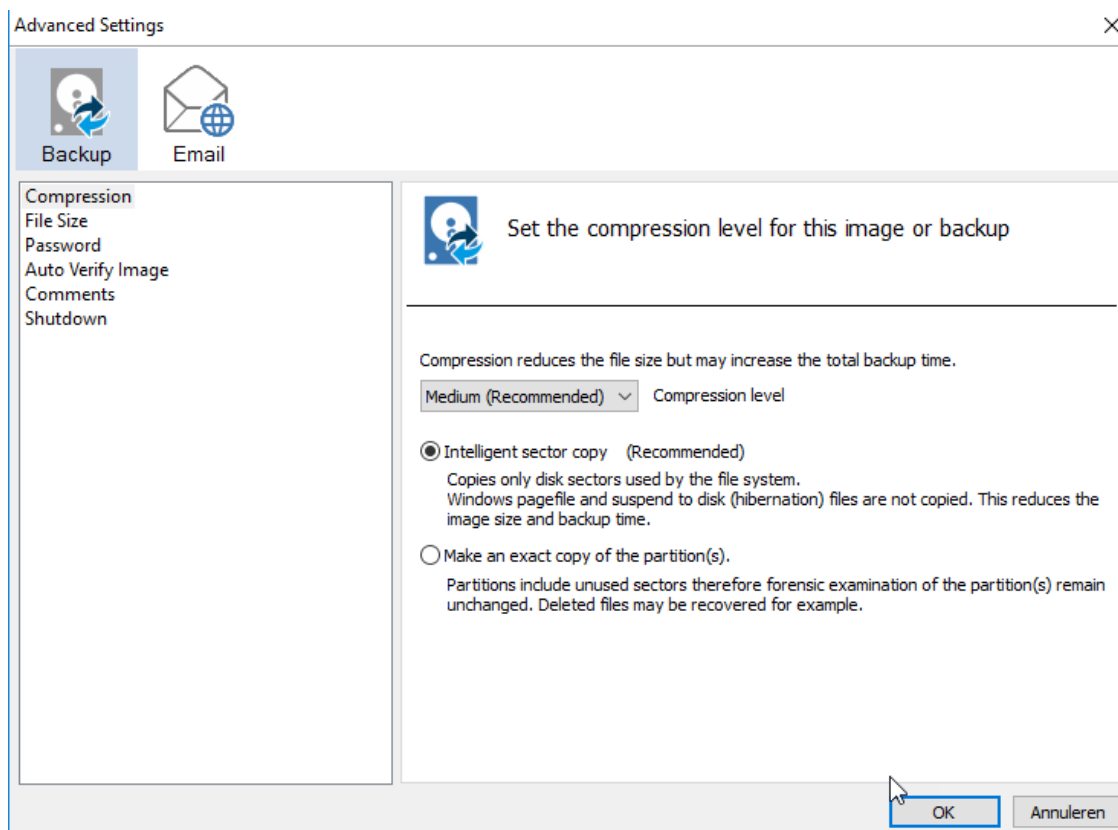 Advanced Settings
Backup
Email
Compression
File Size
Password
Auto Verify Image
Comments
Shutdown
Set the compression level for this image or backup
Compression reduces the file size but may increase the total backup time.
Medium (Recommended)
Compression level
Intelligent sector copy (Recommended)
Copies only disk sectors used by the file system.
Windows pagefile and suspend to disk (hibernation) files are not copied. This reduces the
image size and backup time.
Make an exact copy of the partition(s).
Partitions include unused sectors therefore forensic examination of the partition(s) remain
unchanged. Deleted files may be recovered for example.
OK
Annuleren